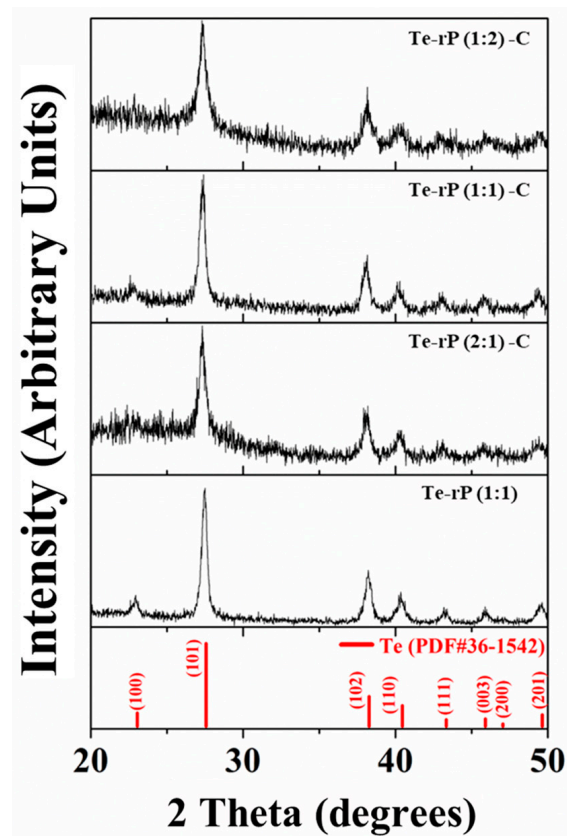 Intensity (Arbitrary Units)
Te-rP (1:2) -C
Te-rP (1:1) -C
Te-rP (2:1) -C
Te-rP (1:1)
Te (PDF#36-1542)
(100)
(101)
(102)
(110)
(111)
(003)
(200)
(201)
20 30 40 50
2 Theta (degrees)